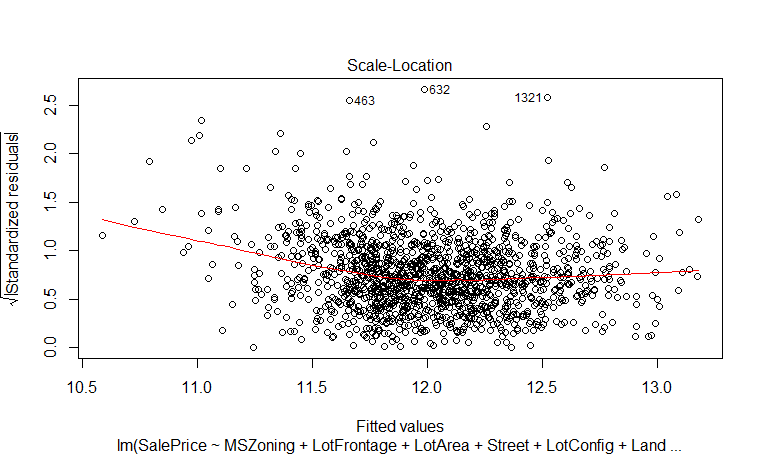 Scale-Location
√|Standardized residuals|
0.0 0.5 1.0 1.5 2.0 2.5
463
632
1321
10.5 11.0 11.5 12.0 12.5 13.0
Fitted values
lm(SalePrice ~ MSZoning + LotFrontage + LotArea + Street + LotConfig + Land ...